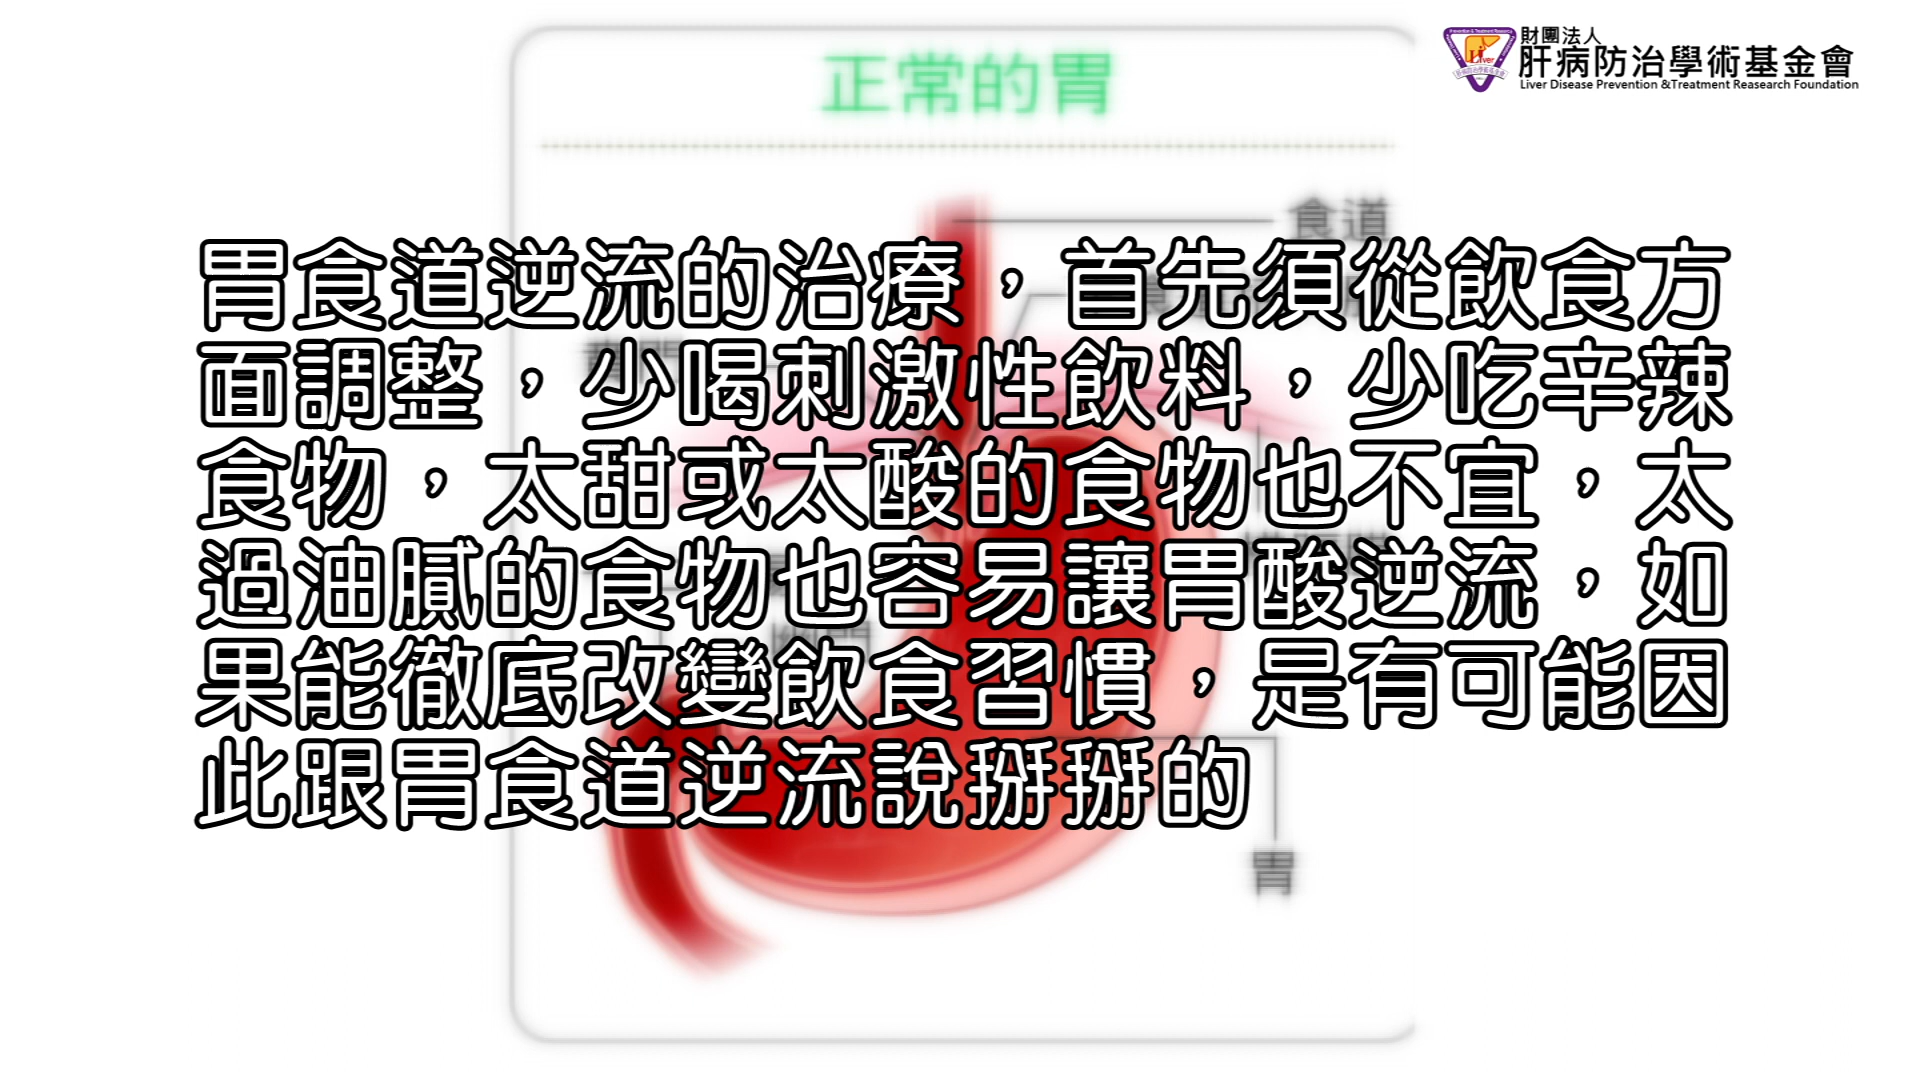 財團法人
肝病防治學術基金會
Liver Disease Prevention &Treatment Reasearch Foundation
正常的胃
食道
胃食道逆流的治療，首先須從飲食方
面調整，少喝刺激性飲料，少吃辛辣
食物，太甜或太酸的食物也不宜，太
過油膩的食物也容易讓胃酸逆流，如
果能徹底改變飲食習慣，是有可能因
此跟胃食道逆流說掰掰的
胃